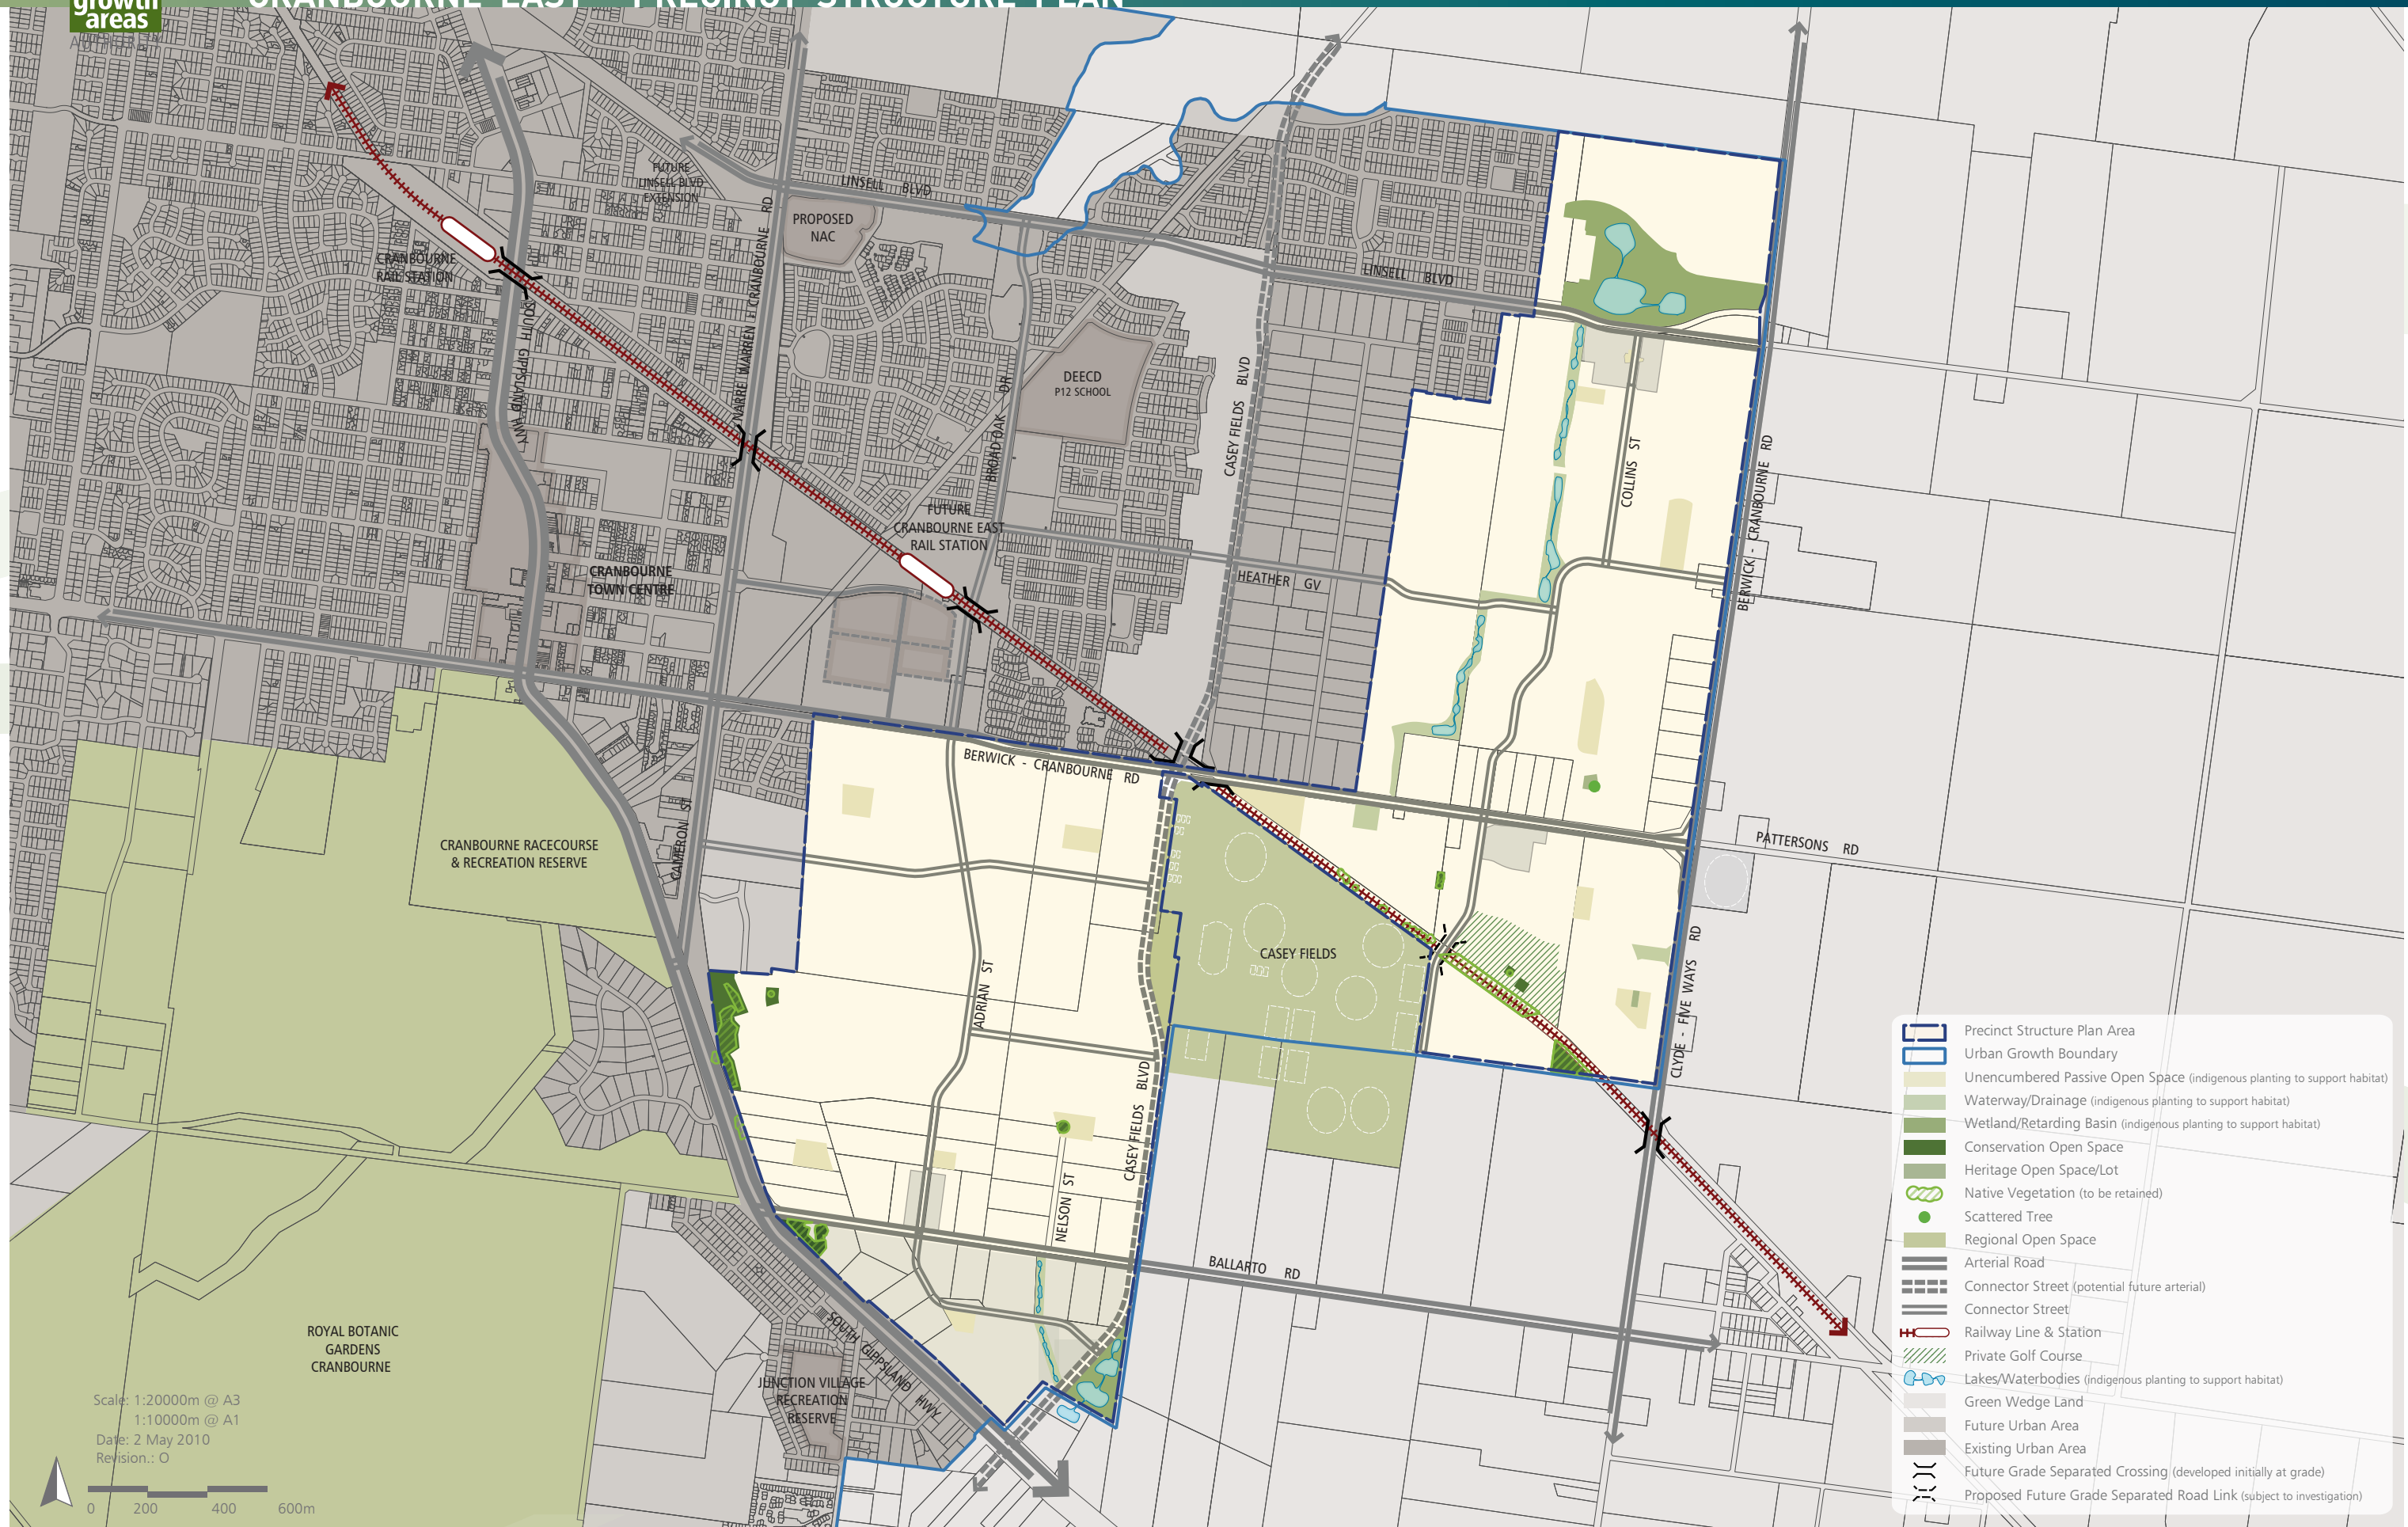 growth
areas
CRANBOURNE EAST
PRECINCT STRUCTURE PLAN
FUTURE
LINSELL BLVD
EXTENSION
LINSELL BLVD
PROPOSED
NAC
NARRE WARREN - CRANBOURNE RD
CRANBOURNE
RAIL STATION
SOUTH GIPPSLAND HWY
LINSELL BLVD
DEECD
P12 SCHOOL
BROAD OAK DR
CASEY FIELDS BLVD
COLLINS ST
BERWICK - CRANBOURNE RD
FUTURE
CRANBOURNE EAST
RAIL STATION
HEATHER GV
CRANBOURNE
TOWN CENTRE
BERWICK - CRANBOURNE RD
CAMERON ST
CRANBOURNE RACECOURSE
& RECREATION RESERVE
PATTERSONS RD
CASEY FIELDS
ADRIAN ST
CLYDE - FIVE WAYS RD
CASEY FIELDS BLVD
NELSON ST
BALLARTO RD
SOUTH GIPPSLAND HWY
ROYAL BOTANIC
GARDENS
CRANBOURNE
JUNCTION VILLAGE
RECREATION
RESERVE
Scale: 1:20000m @ A3
1:10000m @ A1
Date: 2 May 2010
Revision.: O
0 200 400 600m
Precinct Structure Plan Area
Urban Growth Boundary
Unencumbered Passive Open Space (indigenous planting to support habitat)
Waterway/Drainage (indigenous planting to support habitat)
Wetland/Retarding Basin (indigenous planting to support habitat)
Conservation Open Space
Heritage Open Space/Lot
Native Vegetation (to be retained)
Scattered Tree
Regional Open Space
Arterial Road
Connector Street (potential future arterial)
Connector Street
Railway Line & Station
Private Golf Course
Lakes/Waterbodies (indigenous planting to support habitat)
Green Wedge Land
Future Urban Area
Existing Urban Area
Future Grade Separated Crossing (developed initially at grade)
Proposed Future Grade Separated Road Link (subject to investigation)